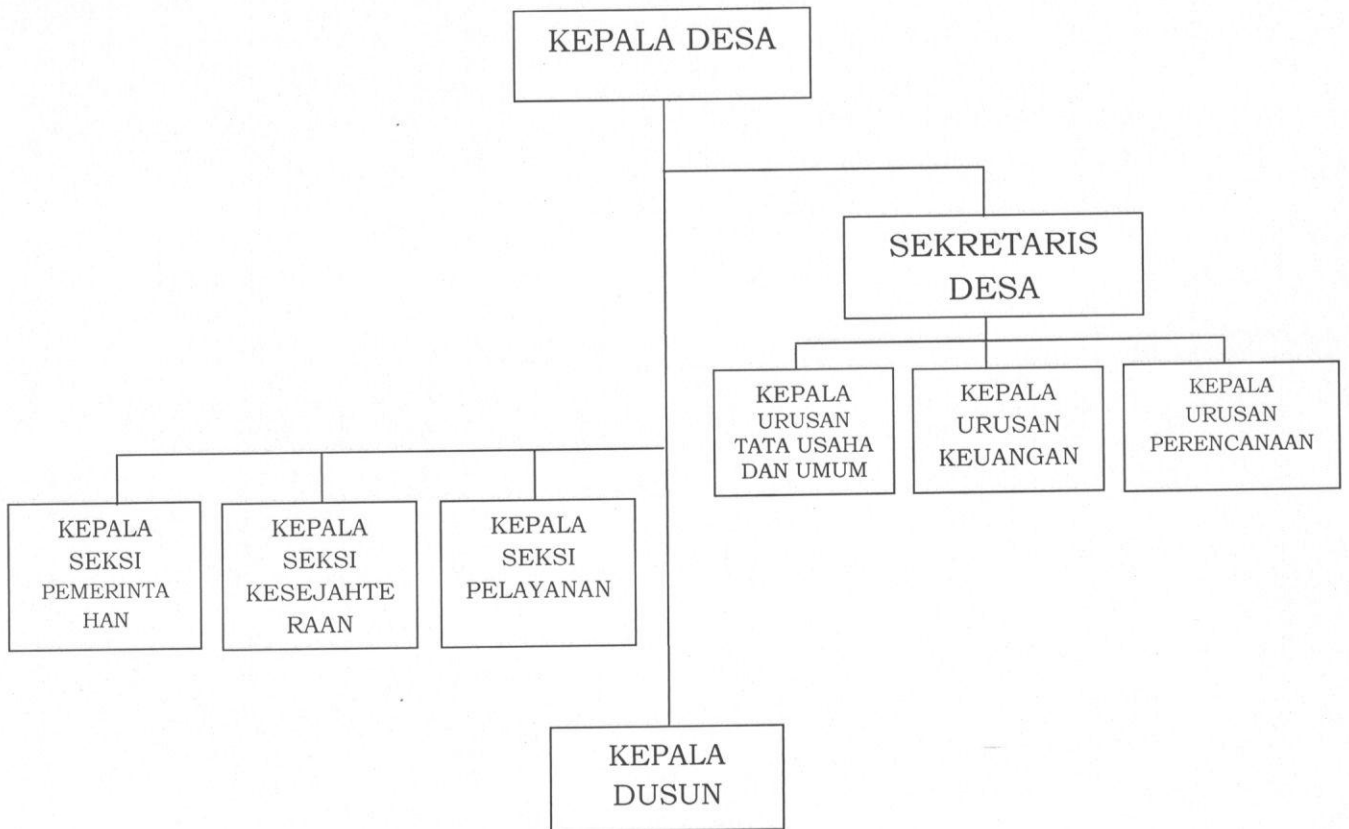 KEPALA DESA
SEKRETARIS
DESA
KEPALA
URUSAN
TATA USAHA
DAN UMUM
KEPALA
URUSAN
KEUANGAN
KEPALA
URUSAN
PERENCANAAN
KEPALA
SEKSI
PEMERINTA
HAN
KEPALA
SEKSI
KESEJAHTE
RAAN
KEPALA
SEKSI
PELAYANAN
KEPALA
DUSUN